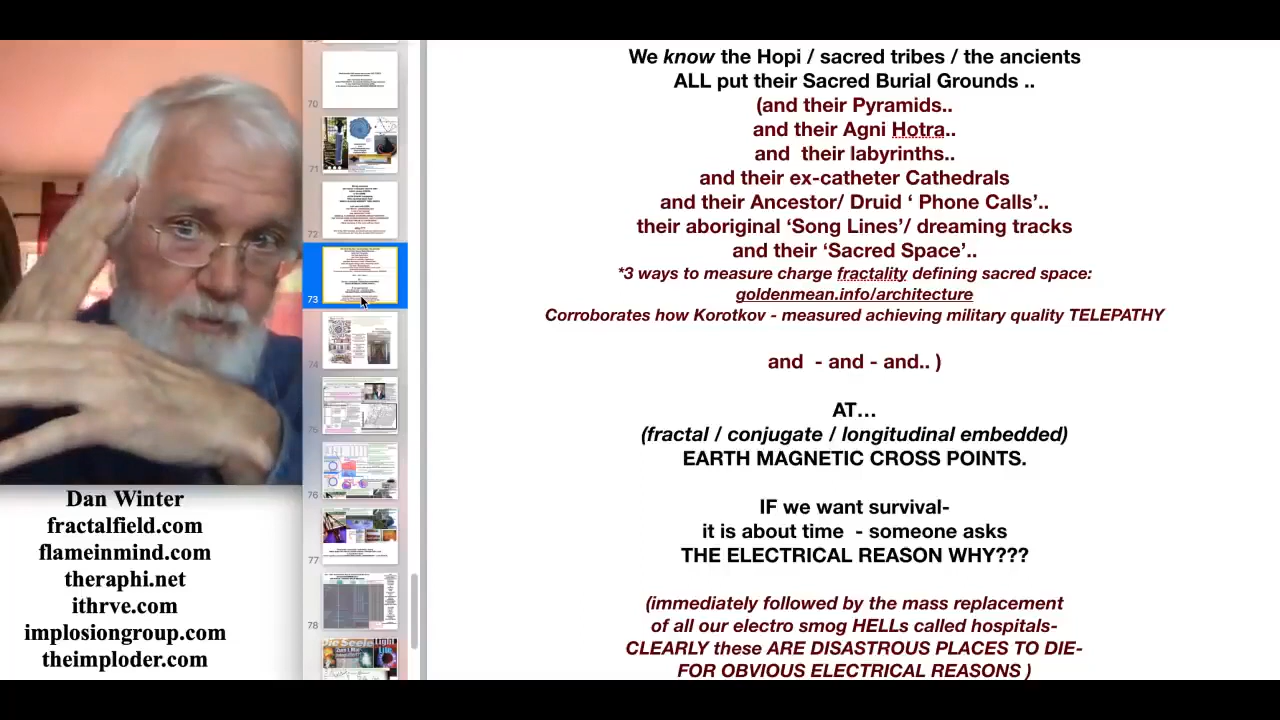 We know the Hopi / sacred tribes / the ancients
ALL put their Sacred Burial Grounds ..
(and their Pyramids..
and their Agni Hotra..
and their labyrinths..
and their ex-catheter Cathedrals
and their Ancestor/ Druid ‘ Phone Calls’..
their aboriginal ‘Song Lines’/ dreaming tracks
and their ‘Sacred Space’..
*3 ways to measure charge fractality defining sacred space:
goldenmean.info/architecture
Corroborates how Korotkov - measured achieving military quality TELEPATHY
and - and - and.. )
AT…
(fractal / conjugate / longitudinal embedded)
EARTH MAGNETIC CROSS POINTS.
IF we want survival-
it is about time - someone asks
THE ELECTRICAL REASON WHY???
(immediately followed by the mass replacement
of all our electro smog HELLs called hospitals-
CLEARLY these ARE DISASTROUS PLACES TO DIE-
FOR OBVIOUS ELECTRICAL REASONS )
70
71
72
73
74
75
76
77
78
Dan Winter
fractalfield.com
flameinmind.com
theraphi.net
ithrve.com
implosiongroup.com
theimploder.com